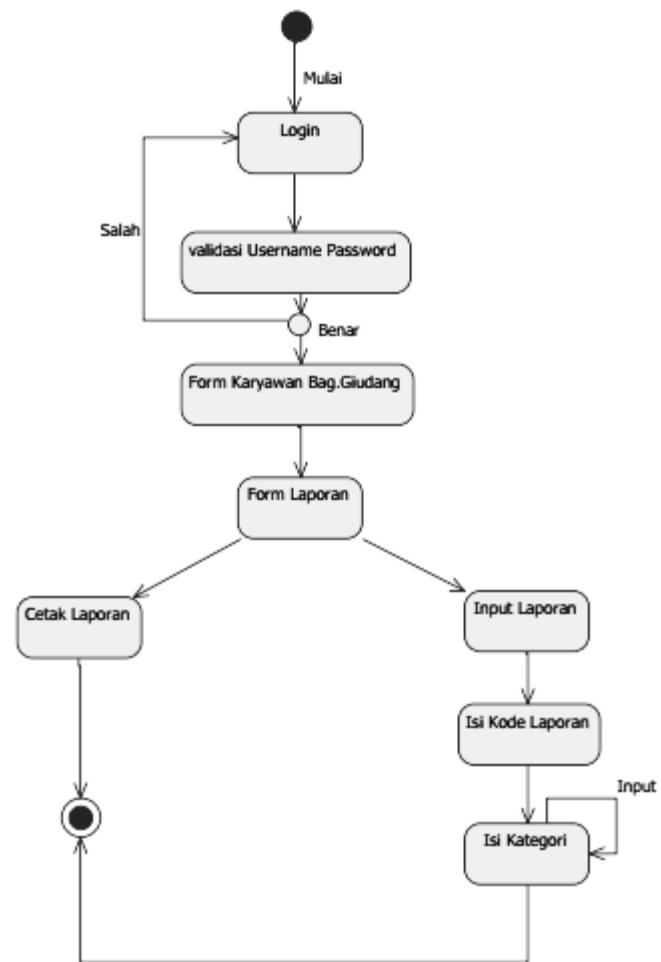 Mulai
Login
Salah
validasi Username Password
Benar
Form Karyawan Bag.Giudang
Form Laporan
Cetak Laporan
Input Laporan
Isi Kode Laporan
Input
Isi Kategori